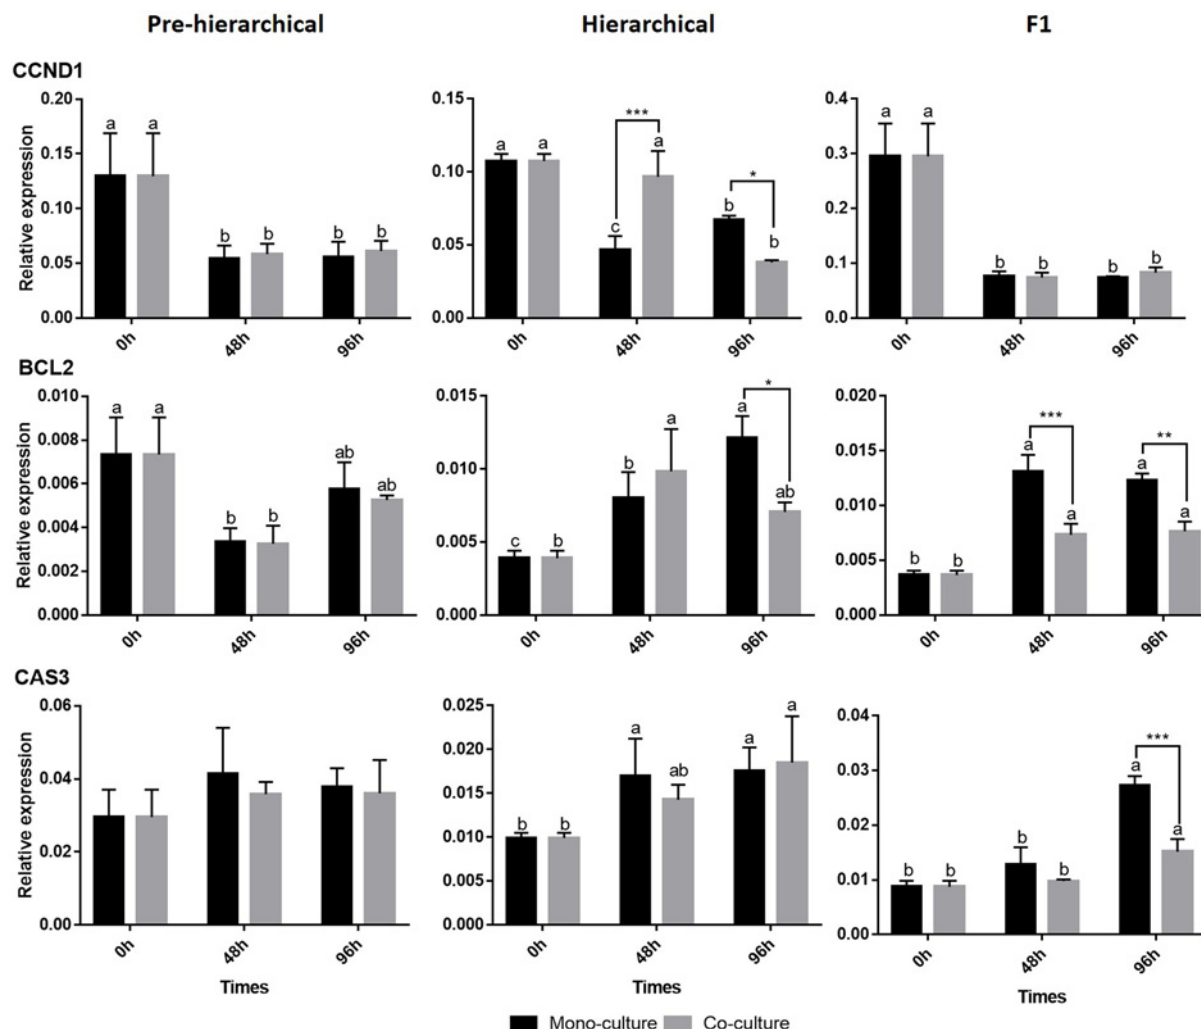 Pre-hierarchical Hierarchical F1
CCND1
Relative expression
0.20
0.15
0.10
0.05
0.00
a a
b b
b b
0h 48h 96h
0.15
0.10
0.05
0.00
a a
***
c a
*
b b
0h 48h 96h
0.4
0.3
0.2
0.1
0.0
a a
b b
b b
0h 48h 96h
BCL2
Relative expression
0.010
0.008
0.006
0.004
0.002
0.000
a a
b b
ab ab
0h 48h 96h
0.015
0.010
0.005
0.000
c b
b a
*
a ab
0h 48h 96h
0.020
0.015
0.010
0.005
0.000
b b
***
a a
**
a a
0h 48h 96h
CAS3
Relative expression
0.06
0.04
0.02
0.00
0h 48h 96h
Times
0.025
0.020
0.015
0.010
0.005
0.000
b b
a ab
a a
0h 48h 96h
Times
0.04
0.03
0.02
0.01
0.00
b b
b b
***
a a
0h 48h 96h
Times
Mono-culture Co-culture